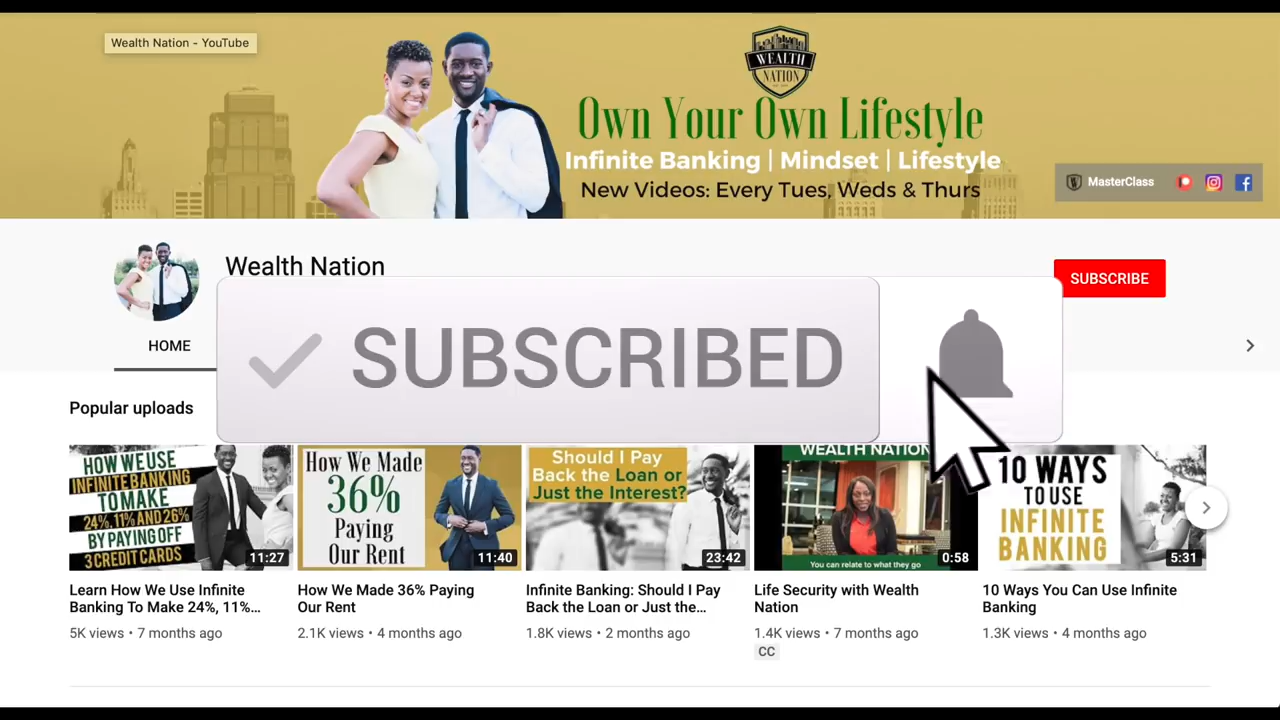 Wealth Nation - YouTube
WEALTH
NATION
Own Your Own Lifestyle
Infinite Banking | Mindset | Lifestyle
New Videos: Every Tues, Weds & Thurs
MasterClass
Wealth Nation
SUBSCRIBE
SUBSCRIBED
HOME
Popular uploads
HOW WE USE
INFINITE BANKING
TO MAKE
24%, 11% AND 26%
BY PAYING OFF
3 CREDIT CARDS
11:27
How We Made
36%
Paying
Our Rent
11:40
Should I Pay
Back the Loan or
Just the Interest?
23:42
WEALTH NATION
You can relate to what they go
0:58
10 WAYS
TO USE
INFINITE
BANKING
5:31
Learn How We Use Infinite
Banking To Make 24%, 11%...
5K views • 7 months ago
How We Made 36% Paying
Our Rent
2.1K views • 4 months ago
Infinite Banking: Should I Pay
Back the Loan or Just the...
1.8K views • 2 months ago
Life Security with Wealth
Nation
1.4K views • 7 months ago
CC
10 Ways You Can Use Infinite
Banking
1.3K views • 4 months ago